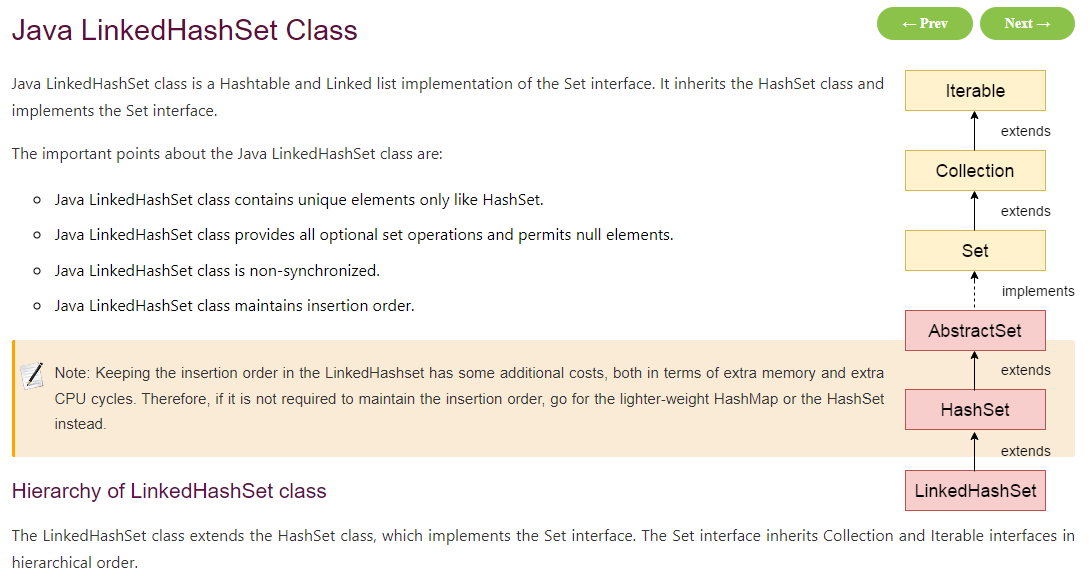 Java LinkedHashSet Class
← Prev
Next →
Java LinkedHashSet class is a Hashtable and Linked list implementation of the Set interface. It inherits the HashSet class and
implements the Set interface.
The important points about the Java LinkedHashSet class are:
Java LinkedHashSet class contains unique elements only like HashSet.
Java LinkedHashSet class provides all optional set operations and permits null elements.
Java LinkedHashSet class is non-synchronized.
Java LinkedHashSet class maintains insertion order.
Note: Keeping the insertion order in the LinkedHashset has some additional costs, both in terms of extra memory and extra
CPU cycles. Therefore, if it is not required to maintain the insertion order, go for the lighter-weight HashMap or the HashSet
instead.
Iterable
extends
Collection
extends
Set
implements
AbstractSet
extends
HashSet
extends
LinkedHashSet
Hierarchy of LinkedHashSet class
The LinkedHashSet class extends the HashSet class, which implements the Set interface. The Set interface inherits Collection and Iterable interfaces in
hierarchical order.